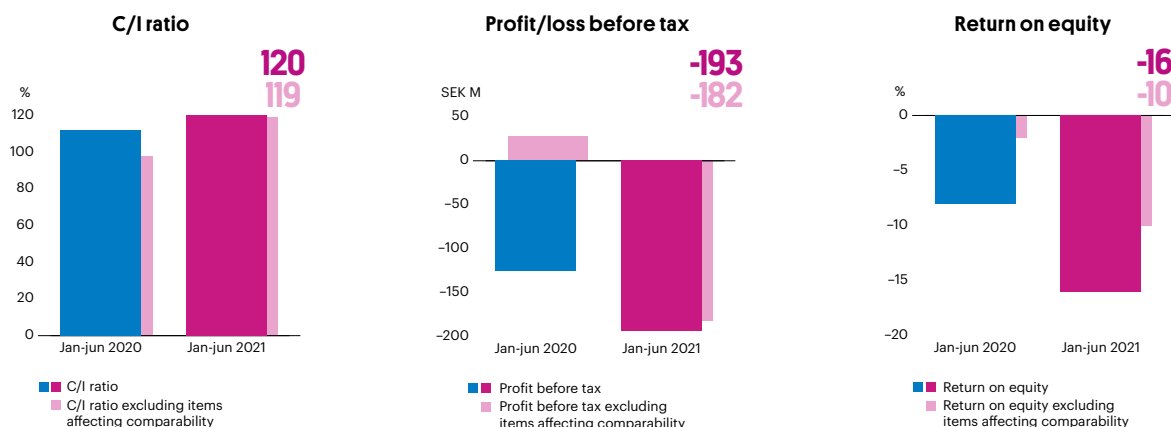 C/I ratio
120
119
%
120
100
80
60
40
20
0
Jan-jun 2020
Jan-jun 2021
C/I ratio
C/I ratio excluding items
affecting comparability
Profit/loss before tax
-193
-182
SEK M
50
0
–50
–100
–150
–200
Jan-jun 2020
Jan-jun 2021
Profit before tax
Profit before tax excluding
items affecting comparability
Return on equity
-16
-10
%
0
–5
–10
–15
–20
Jan-jun 2020
Jan-jun 2021
Return on equity
Return on equity excluding
items affecting comparability